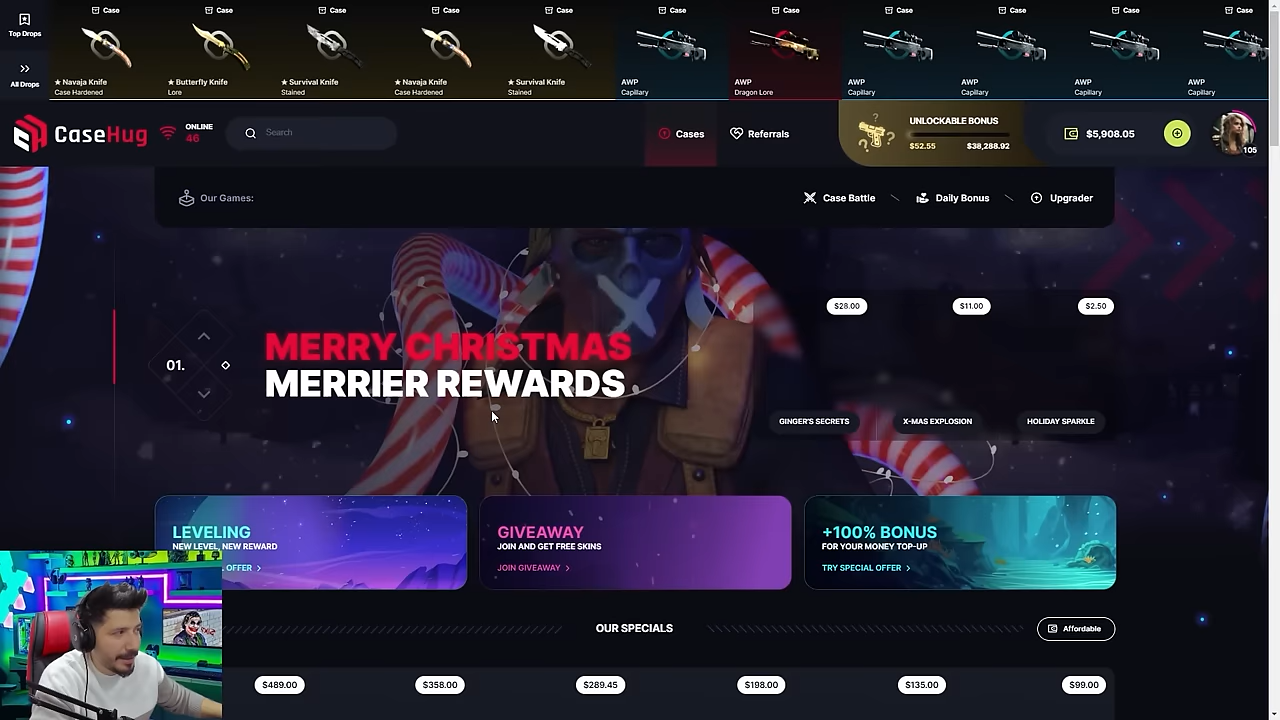 Top Drops
All Drops
Case
Case
Case
Case
Case
Case
Case
Case
Case
Case
Case
★ Navaja Knife
Case Hardened
★ Butterfly Knife
Lore
★ Survival Knife
Stained
★ Navaja Knife
Case Hardened
★ Survival Knife
Stained
AWP
Capillary
AWP
Dragon Lore
AWP
Capillary
AWP
Capillary
AWP
Capillary
AWP
Capillary
CaseHug
ONLINE
46
Search
Cases
Referrals
UNLOCKABLE BONUS
$52.55
$38,288.92
$5,908.05
105
Our Games:
Case Battle
Daily Bonus
Upgrader
01.
MERRY CHRISTMAS
MERRIER REWARDS
$28.00
$11.00
$2.50
GINGER'S SECRETS
X-MAS EXPLOSION
HOLIDAY SPARKLE
LEVELING
NEW LEVEL, NEW REWARD
OFFER
GIVEAWAY
JOIN AND GET FREE SKINS
JOIN GIVEAWAY
+100% BONUS
FOR YOUR MONEY TOP-UP
TRY SPECIAL OFFER
OUR SPECIALS
Affordable
$489.00
$358.00
$289.45
$198.00
$135.00
$99.00